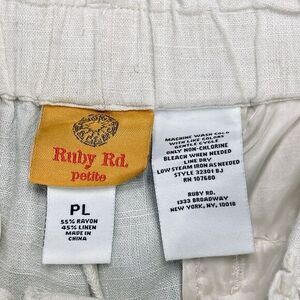 Ruby Rd.
petite
PL
55% RAYON
45% LINEN
MADE IN
CHINA
MACHINE WASH COLD
WITH LIKE COLORS
GENTLE CYCLE
ONLY NON-CHLORINE
BLEACH WHEN NEEDED
LINE DRY
LOW STEAM IRON AS NEEDED
STYLE 32301 BJ
RN 107680
RUBY RD.
1333 BROADWAY
NEW YORK, NY, 10018